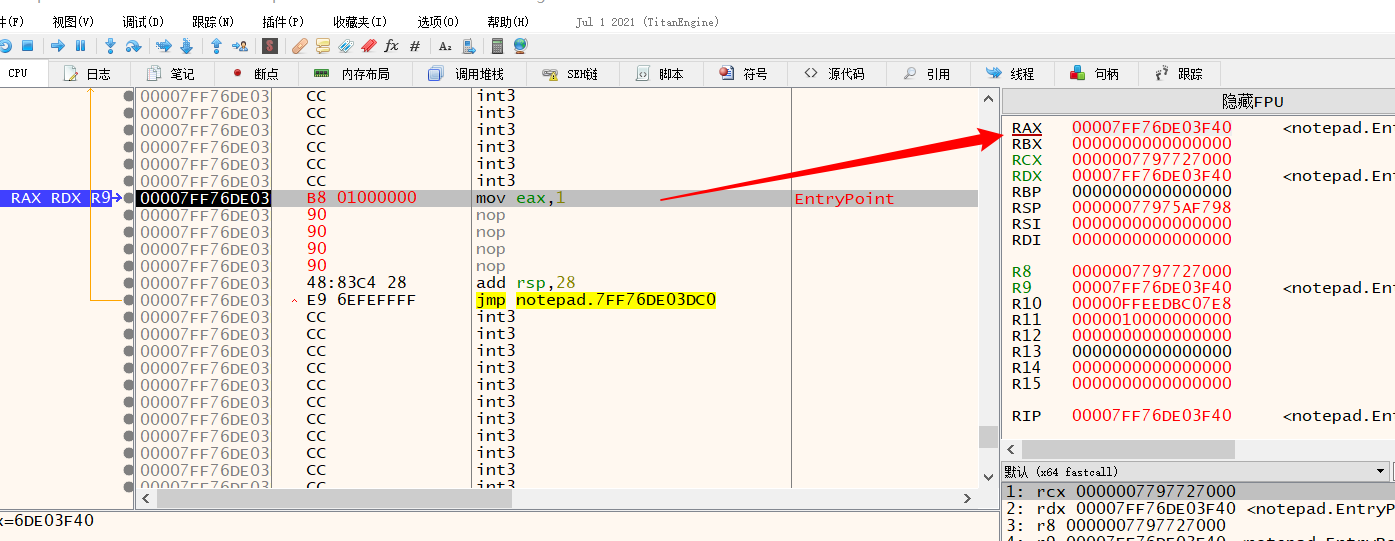 件(F) 视图(V) 调试(D) 跟踪(N) 插件(P) 收藏夹(I) 选项(O) 帮助(H) Jul 1 2021 (TitanEngine)
CPU 日志 笔记 断点 内存布局 调用堆栈 SEH链 脚本 符号 源代码 引用 线程 句柄 跟踪
隐藏FPU
00007FF76DE03 CC int3
00007FF76DE03 CC int3
00007FF76DE03 CC int3
00007FF76DE03 CC int3
00007FF76DE03 CC int3
00007FF76DE03 CC int3
RAX RDX R9 00007FF76DE03 B8 01000000 mov eax,1 EntryPoint
00007FF76DE03 90 nop
00007FF76DE03 90 nop
00007FF76DE03 90 nop
00007FF76DE03 90 nop
00007FF76DE03 48:83C4 28 add rsp,28
00007FF76DE03 E9 6EFEFFFF jmp notepad.7FF76DE03DC0
00007FF76DE03 CC int3
00007FF76DE03 CC int3
00007FF76DE03 CC int3
00007FF76DE03 CC int3
00007FF76DE03 CC int3
00007FF76DE03 CC int3
00007FF76DE03 CC int3
00007FF76DE03 CC int3
00007FF76DE03 CC int3
00007FF76DE03 CC int3
00007FF76DE03 CC int3
RAX 00007FF76DE03F40 <notepad.Ent
RBX 0000000000000000
RCX 0000007797727000
RDX 00007FF76DE03F40 <notepad.Ent
RBP 0000000000000000
RSP 00000077975AF798
RSI 0000000000000000
RDI 0000000000000000
R8 0000007797727000
R9 00007FF76DE03F40 <notepad.Ent
R10 00000FFEEDBC07E8
R11 0000010000000000
R12 0000000000000000
R13 0000000000000000
R14 0000000000000000
R15 0000000000000000
RIP 00007FF76DE03F40 <notepad.Ent
默认 (x64 fastcall)
1: rcx 0000007797727000
2: rdx 00007FF76DE03F40 <notepad.EntryP
3: r8 0000007797727000
4: r9 00007FF76DE03F40 <notepad.EntryPo
x=6DE03F40